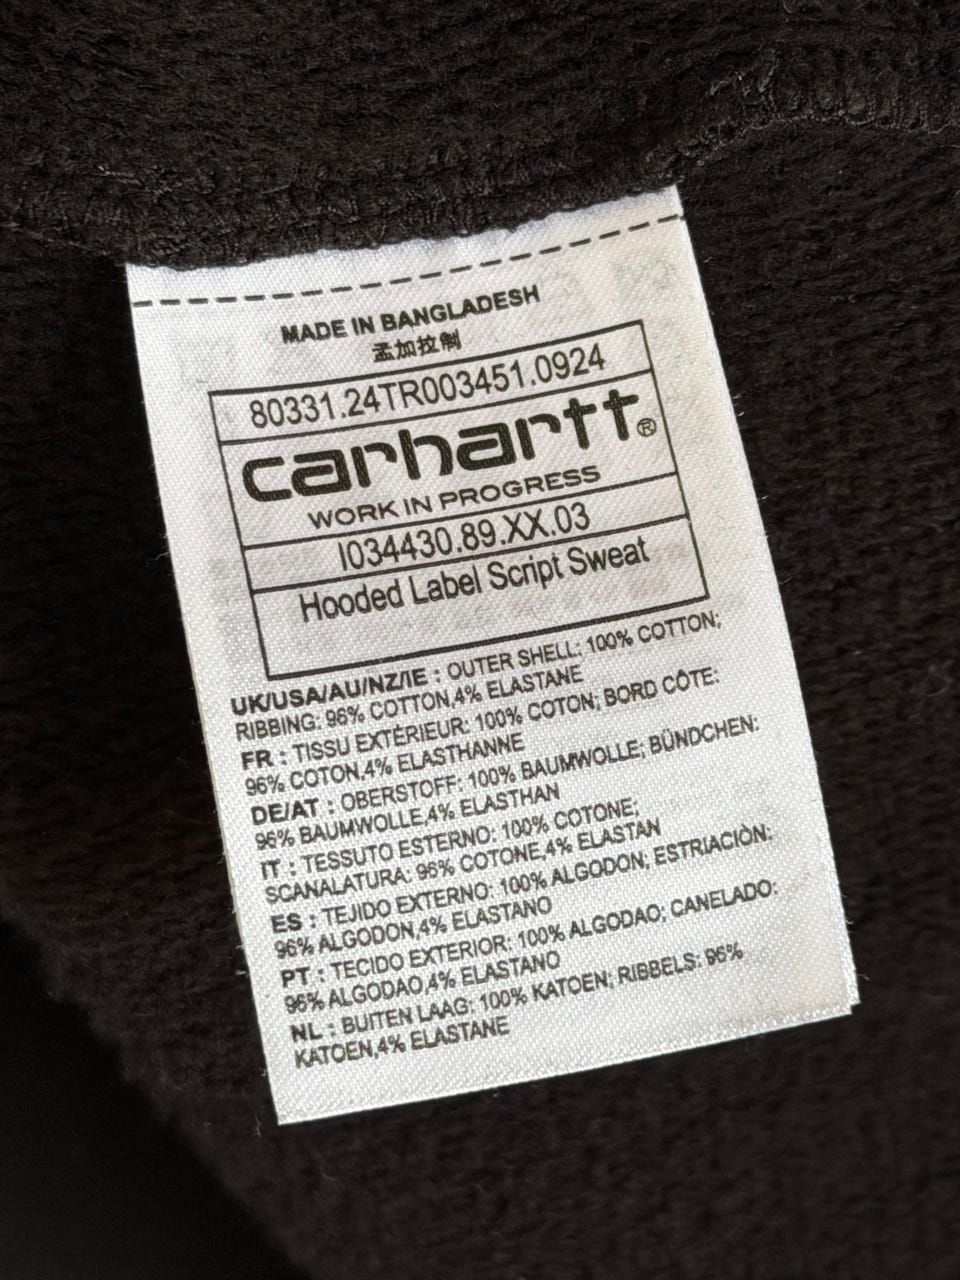 MADE IN BANGLADESH
孟加拉制
80331.24TR003451.0924
carhartt®
WORK IN PROGRESS
I034430.89.XX.03
Hooded Label Script Sweat
UK/USA/AU/NZ/IE : OUTER SHELL: 100% COTTON;
RIBBING: 96% COTTON,4% ELASTANE
FR : TISSU EXTÉRIEUR: 100% COTON; BORD CÔTE:
96% COTON,4% ELASTHANNE
DE/AT : OBERSTOFF: 100% BAUMWOLLE; BÜNDCHEN:
96% BAUMWOLLE,4% ELASTHAN
IT : TESSUTO ESTERNO: 100% COTONE;
SCANALATURA: 96% COTONE,4% ELASTAN
ES : TEJIDO EXTERNO: 100% ALGODON; ESTRIACIÒN:
96% ALGODON,4% ELASTANO
PT : TECIDO EXTERIOR: 100% ALGODAO; CANELADO:
96% ALGODAO,4% ELASTANO
NL : BUITEN LAAG: 100% KATOEN; RIBBELS: 96%
KATOEN,4% ELASTANE